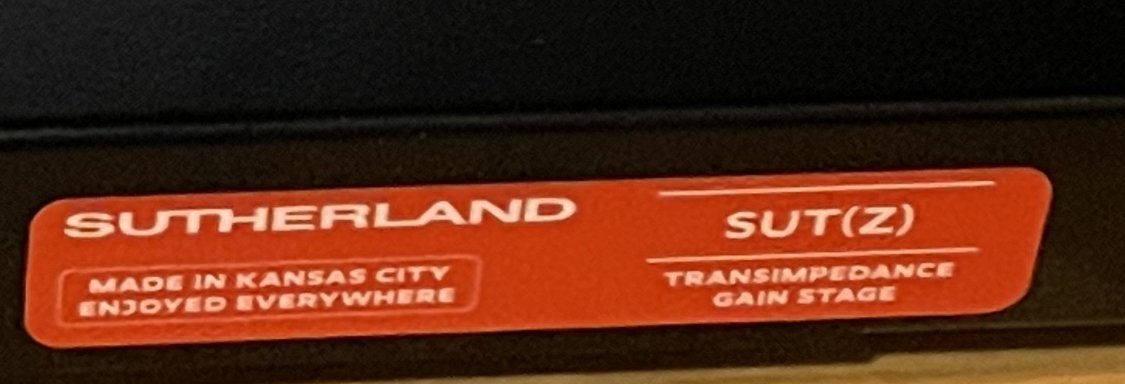 SUTHERLAND
MADE IN KANSAS CITY
ENJOYED EVERYWHERE
SUT(Z)
TRANSIMPEDANCE
GAIN STAGE